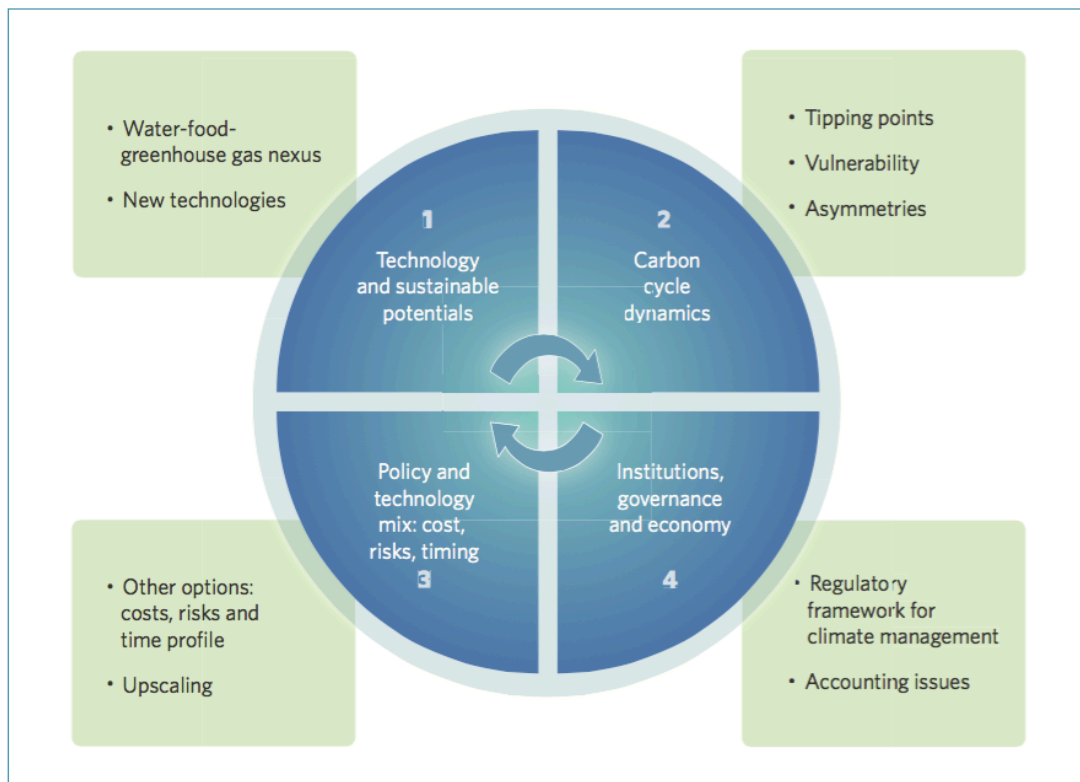 • Water-food-
greenhouse gas nexus
• New technologies
• Tipping points
• Vulnerability
• Asymmetries
1
Technology
and sustainable
potentials
2
Carbon
cycle
dynamics
Policy and
technology
mix: cost,
risks, timing
3
Institutions,
governance
and economy
4
• Other options:
costs, risks and
time profile
• Upscaling
• Regulatory
framework for
climate management
• Accounting issues